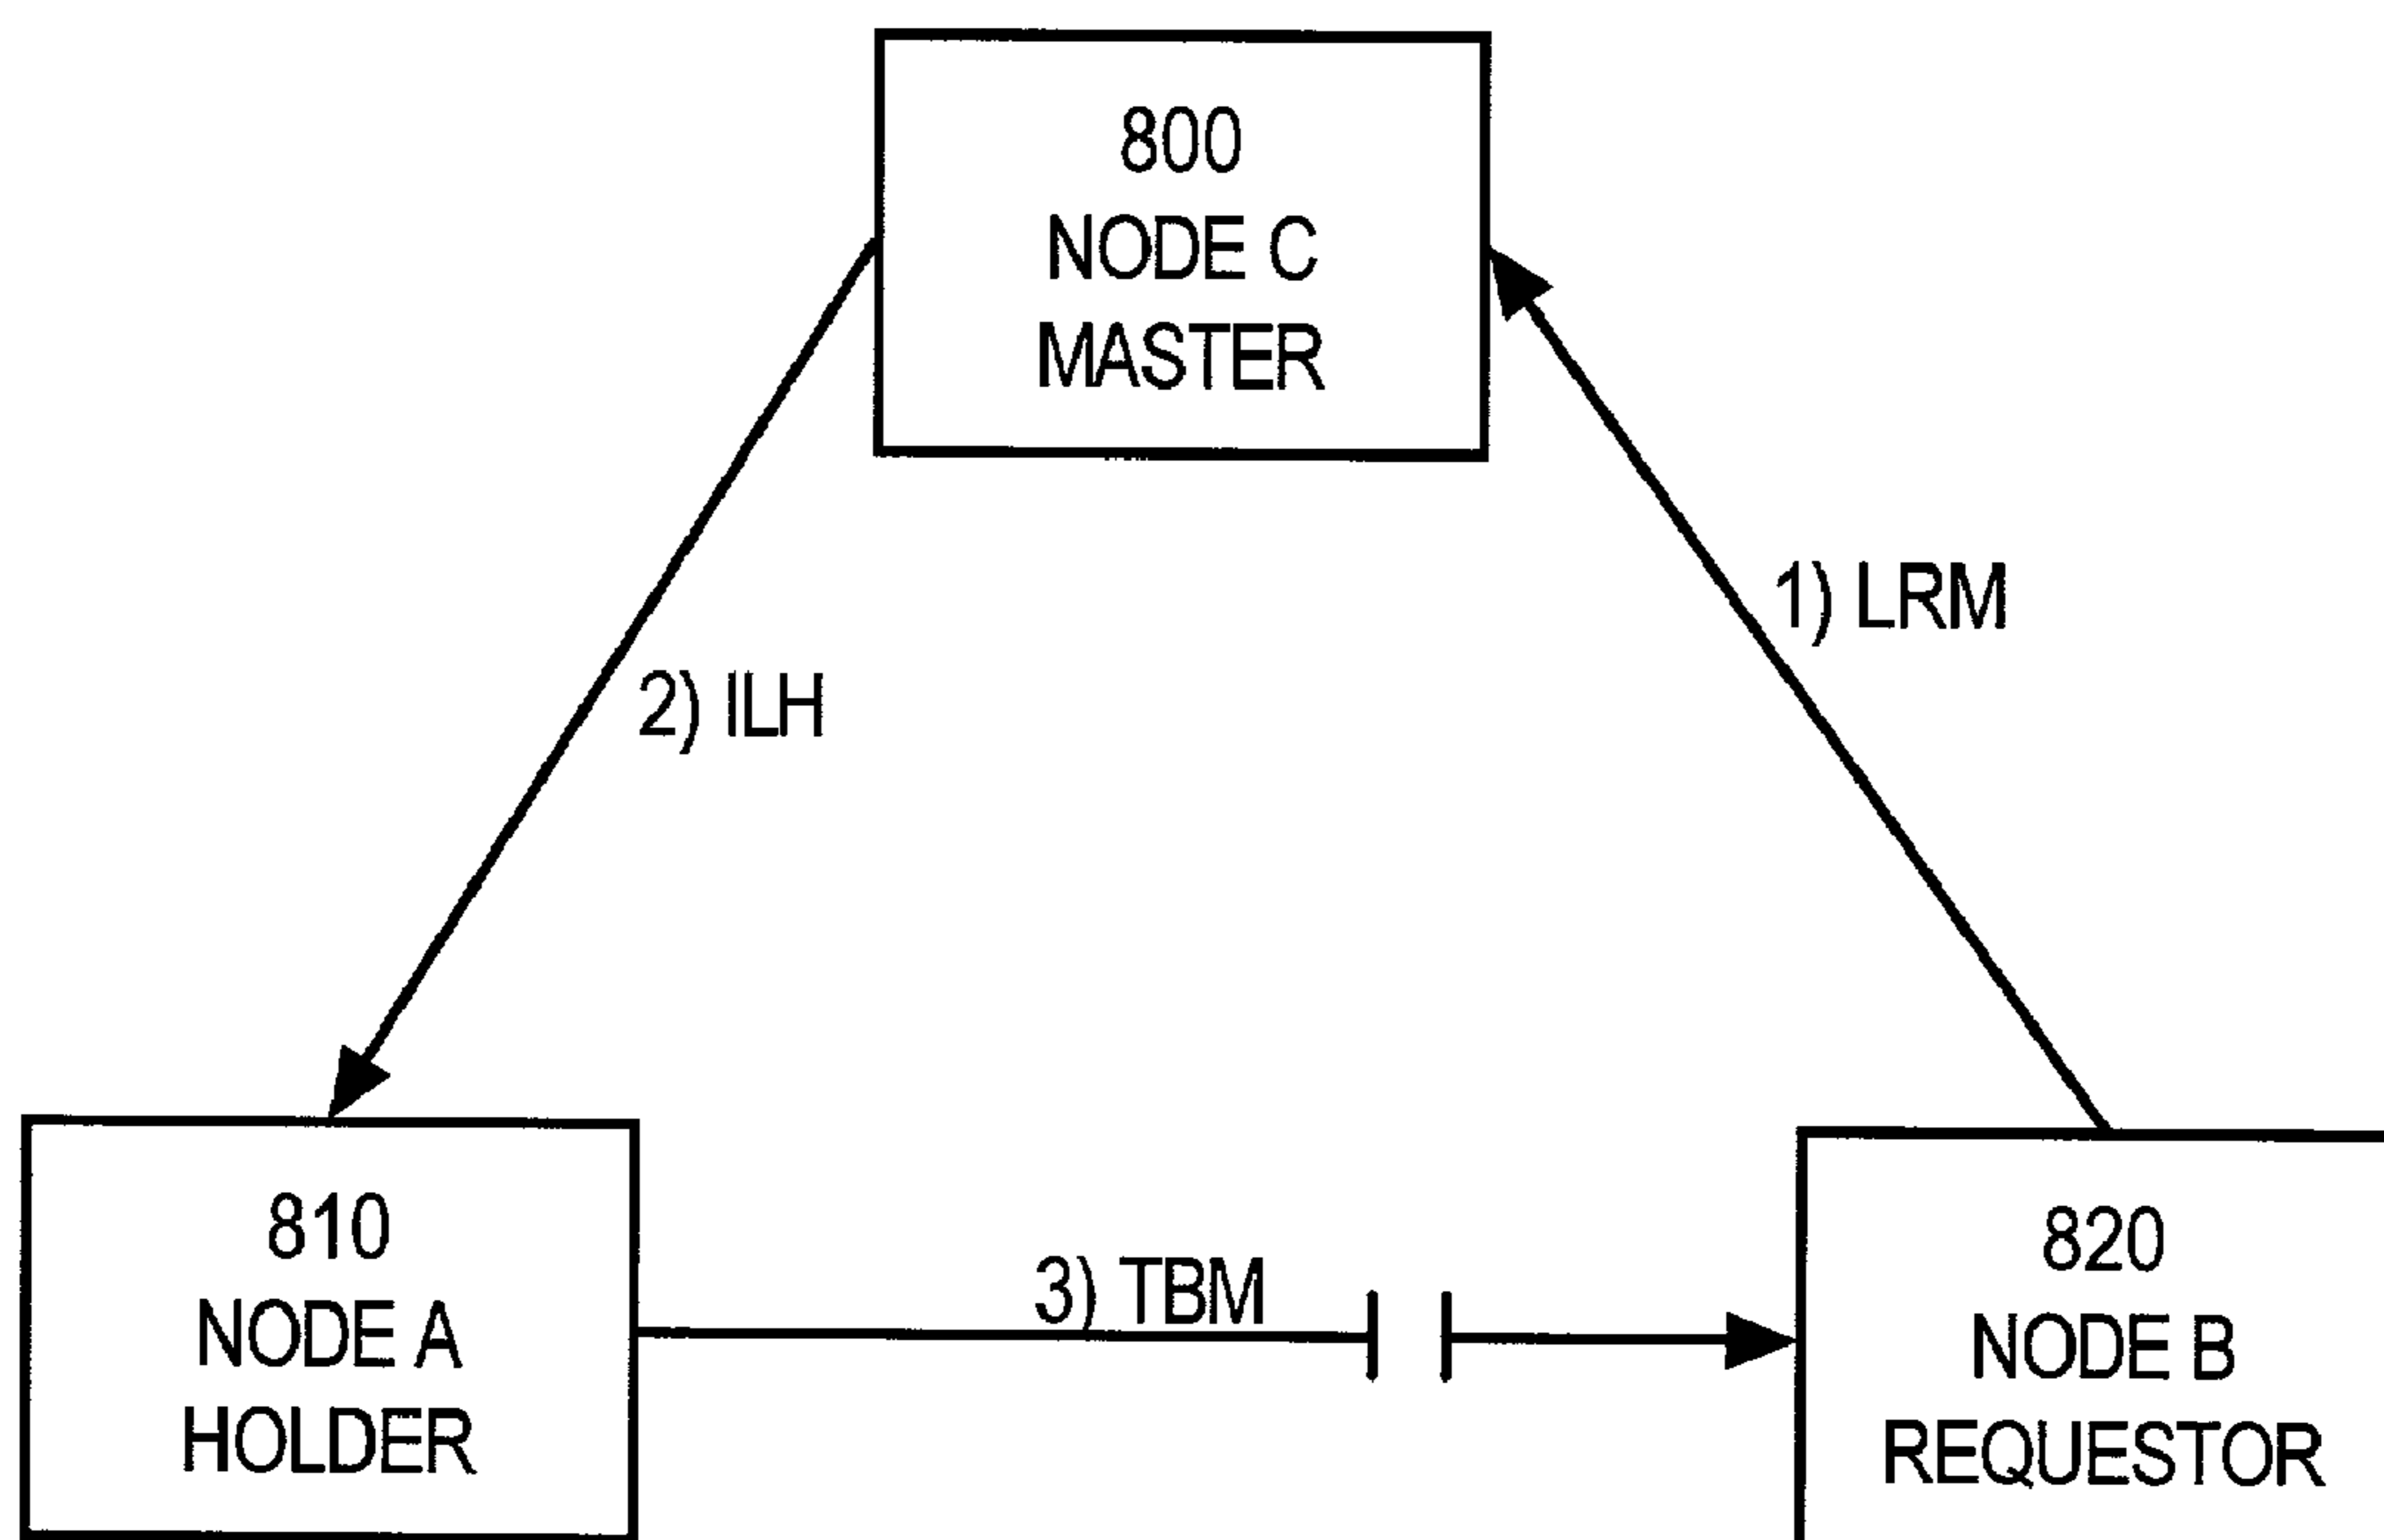 800
NODE C
MASTER
1) LRM
2) ILH
810
NODE A
HOLDER
3) TBM
820
NODE B
REQUESTOR